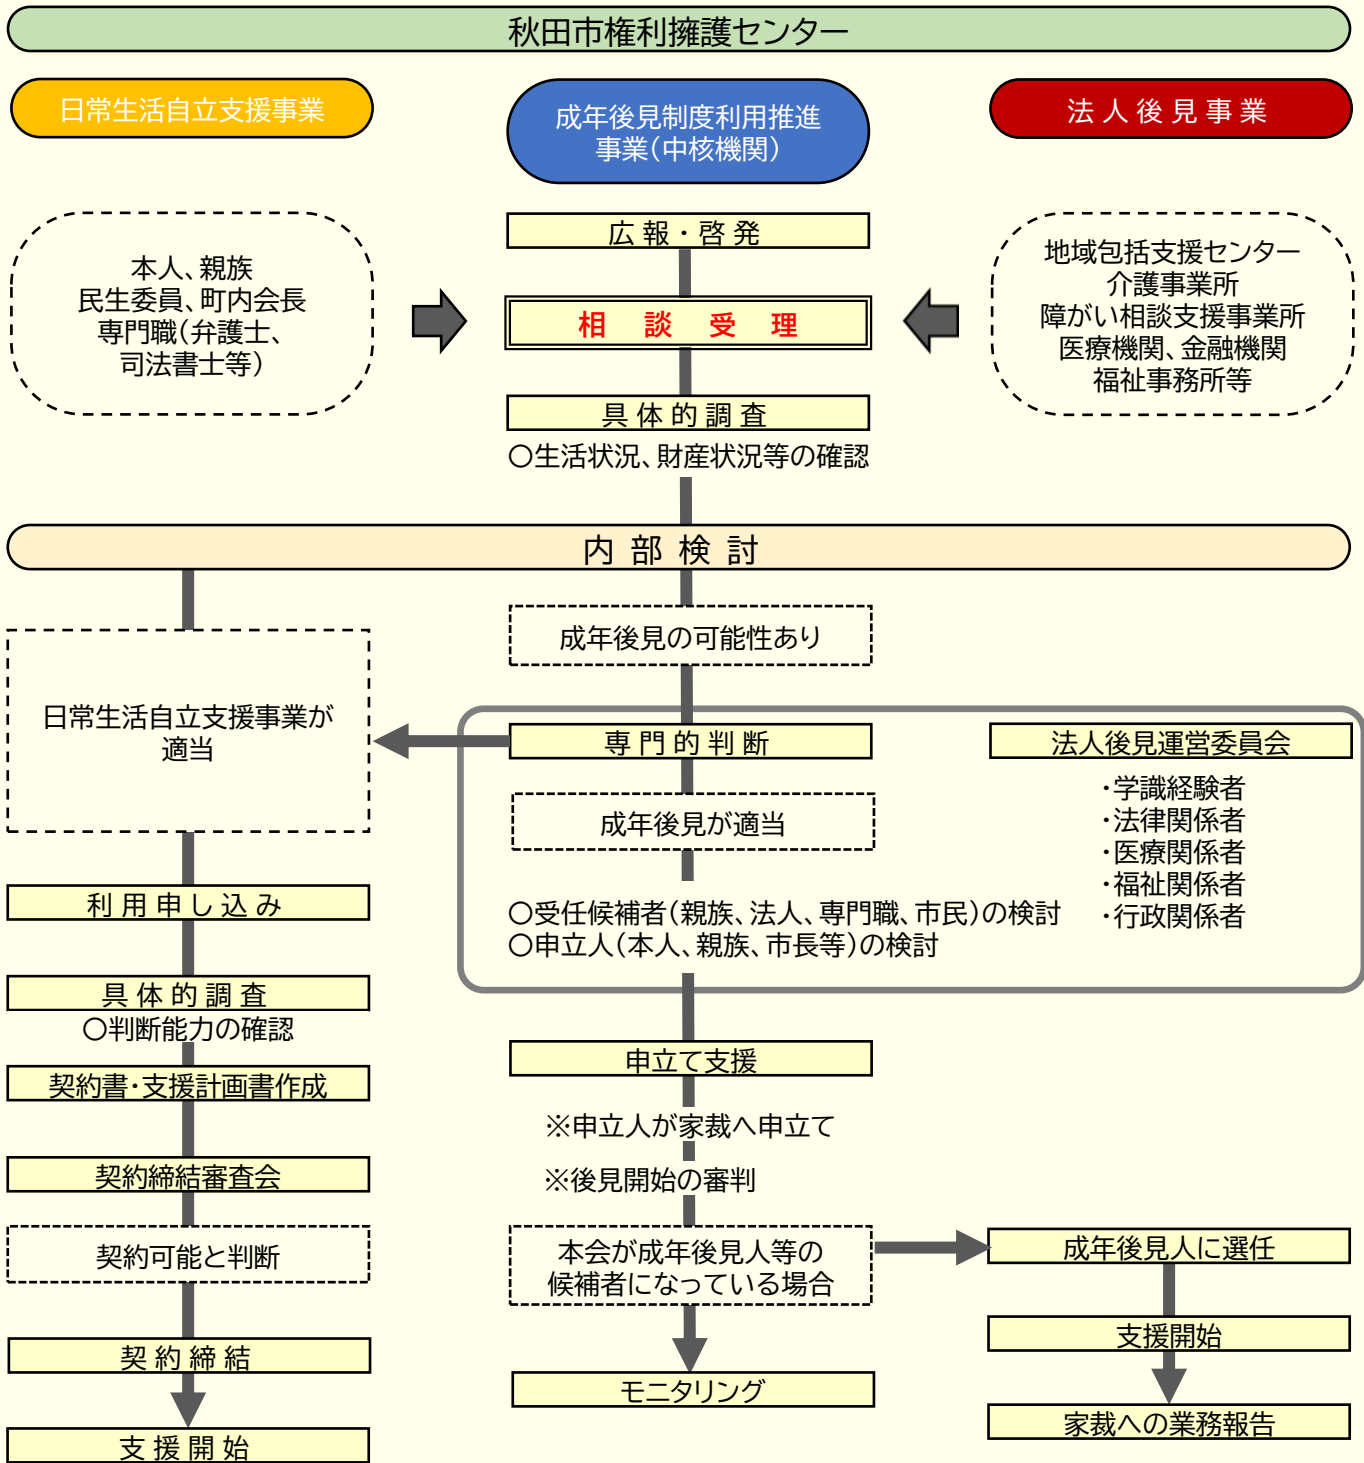 秋田市権利擁護センター
日常生活自立支援事業
成年後見制度利用推進
事業(中核機関)
法人後見事業
広報・啓発
本人、親族
民生委員、町内会長
専門職(弁護士、
司法書士等)
相談受理
地域包括支援センター
介護事業所
障がい相談支援事業所
医療機関、金融機関
福祉事務所等
具体的調査
○生活状況、財産状況等の確認
内部検討
成年後見の可能性あり
日常生活自立支援事業が
適当
専門的判断
法人後見運営委員会
・学識経験者
・法律関係者
・医療関係者
・福祉関係者
・行政関係者
成年後見が適当
○受任候補者(親族、法人、専門職、市民)の検討
○申立人(本人、親族、市長等)の検討
利用申し込み
具体的調査
○判断能力の確認
契約書・支援計画書作成
契約締結審査会
契約可能と判断
契約締結
支援開始
申立て支援
※申立人が家裁へ申立て
※後見開始の審判
本会が成年後見人等の
候補者になっている場合
モニタリング
成年後見人に選任
支援開始
家裁への業務報告